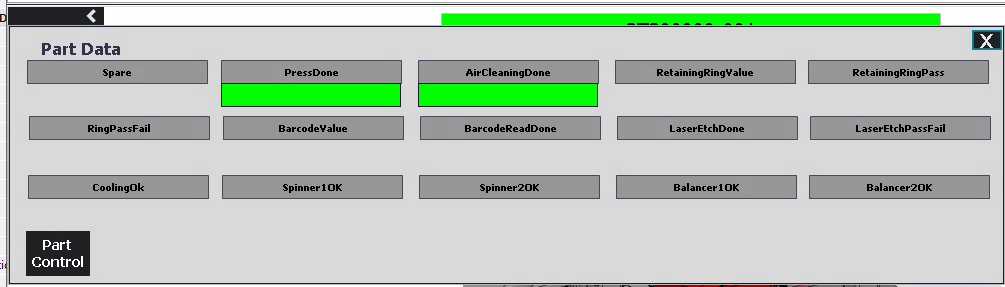 Part Data
X
Spare PressDone AirCleaningDone RetainingRingValue RetainingRingPass
RingPassFail BarcodeValue BarcodeReadDone LaserEtchDone LaserEtchPassFail
CoolingOk Spinner1OK Spinner2OK Balancer1OK Balancer2OK
Part
Control